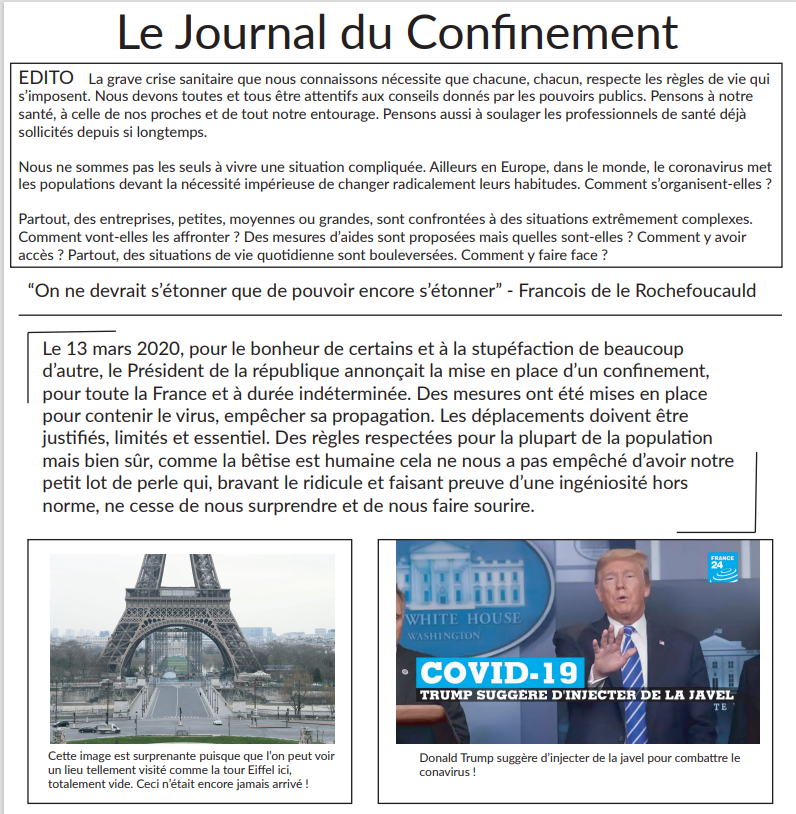 Le Journal du Confinement
EDITO La grave crise sanitaire que nous connaissons nécessite que chacune, chacun, respecte les règles de vie qui
s'imposent. Nous devons toutes et tous être attentifs aux conseils donnés par les pouvoirs publics. Pensons à notre
santé, à celle de nos proches et de tout notre entourage. Pensons aussi à soulager les professionnels de santé déjà
sollicités depuis si longtemps.
Nous ne sommes pas les seuls à vivre une situation compliquée. Ailleurs en Europe, dans le monde, le coronavirus met
les populations devant la nécessité impérieuse de changer radicalement leurs habitudes. Comment s'organisent-elles ?
Partout, des entreprises, petites, moyennes ou grandes, sont confrontées à des situations extrêmement complexes.
Comment vont-elles les affronter ? Des mesures d'aides sont proposées mais quelles sont-elles ? Comment y avoir
accès ? Partout, des situations de vie quotidienne sont bouleversées. Comment y faire face ?
“On ne devrait s'étonner que de pouvoir encore s'étonner” - Francois de le Rochefoucauld
Le 13 mars 2020, pour le bonheur de certains et à la stupéfaction de beaucoup
d'autre, le Président de la république annonçait la mise en place d'un confinement,
pour toute la France et à durée indéterminée. Des mesures ont été mises en place
pour contenir le virus, empêcher sa propagation. Les déplacements doivent être
justifiés, limités et essentiel. Des règles respectées pour la plupart de la population
mais bien sûr, comme la bêtise est humaine cela ne nous a pas empêché d'avoir notre
petit lot de perle qui, bravant le ridicule et faisant preuve d'une ingéniosité hors
norme, ne cesse de nous surprendre et de nous faire sourire.
Cette image est surprenante puisque que l'on peut voir
un lieu tellement visité comme la tour Eiffel ici,
totalement vide. Ceci n'était encore jamais arrivé !
FRANCE
24
WHITE HOUSE
WASHINGTON
COVID-19
TRUMP SUGGÈRE D'INJECTER DE LA JAVEL
TE
Donald Trump suggère d'injecter de la javel pour combattre le
conavirus !